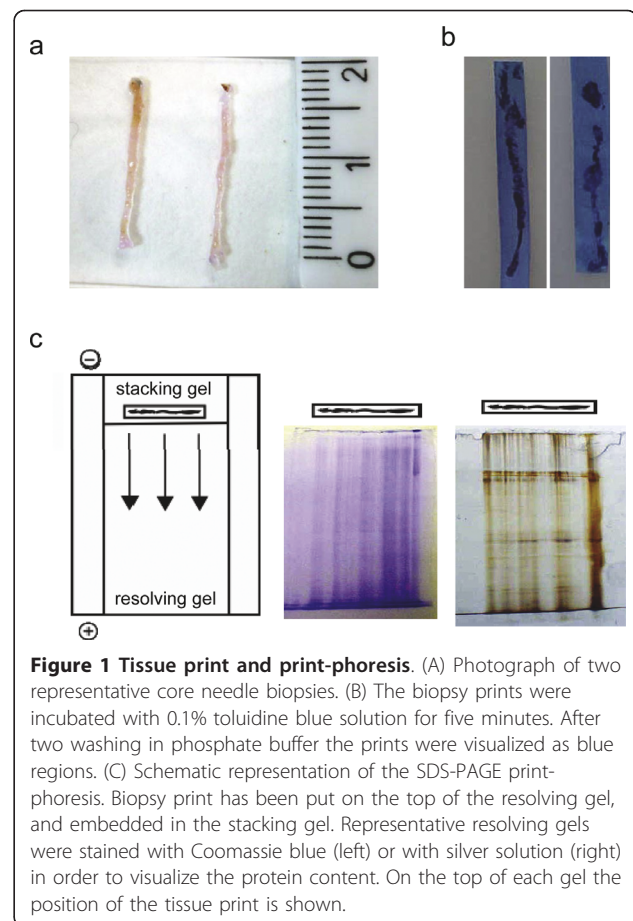 a
b
2
1
0
c
⊖
stacking gel
resolving gel
⊕
Figure 1 Tissue print and print-phoresis. (A) Photograph of two
representative core needle biopsies. (B) The biopsy prints were
incubated with 0.1% toluidine blue solution for five minutes. After
two washing in phosphate buffer the prints were visualized as blue
regions. (C) Schematic representation of the SDS-PAGE print-
phoresis. Biopsy print has been put on the top of the resolving gel,
and embedded in the stacking gel. Representative resolving gels
were stained with Coomassie blue (left) or with silver solution (right)
in order to visualize the protein content. On the top of each gel the
position of the tissue print is shown.